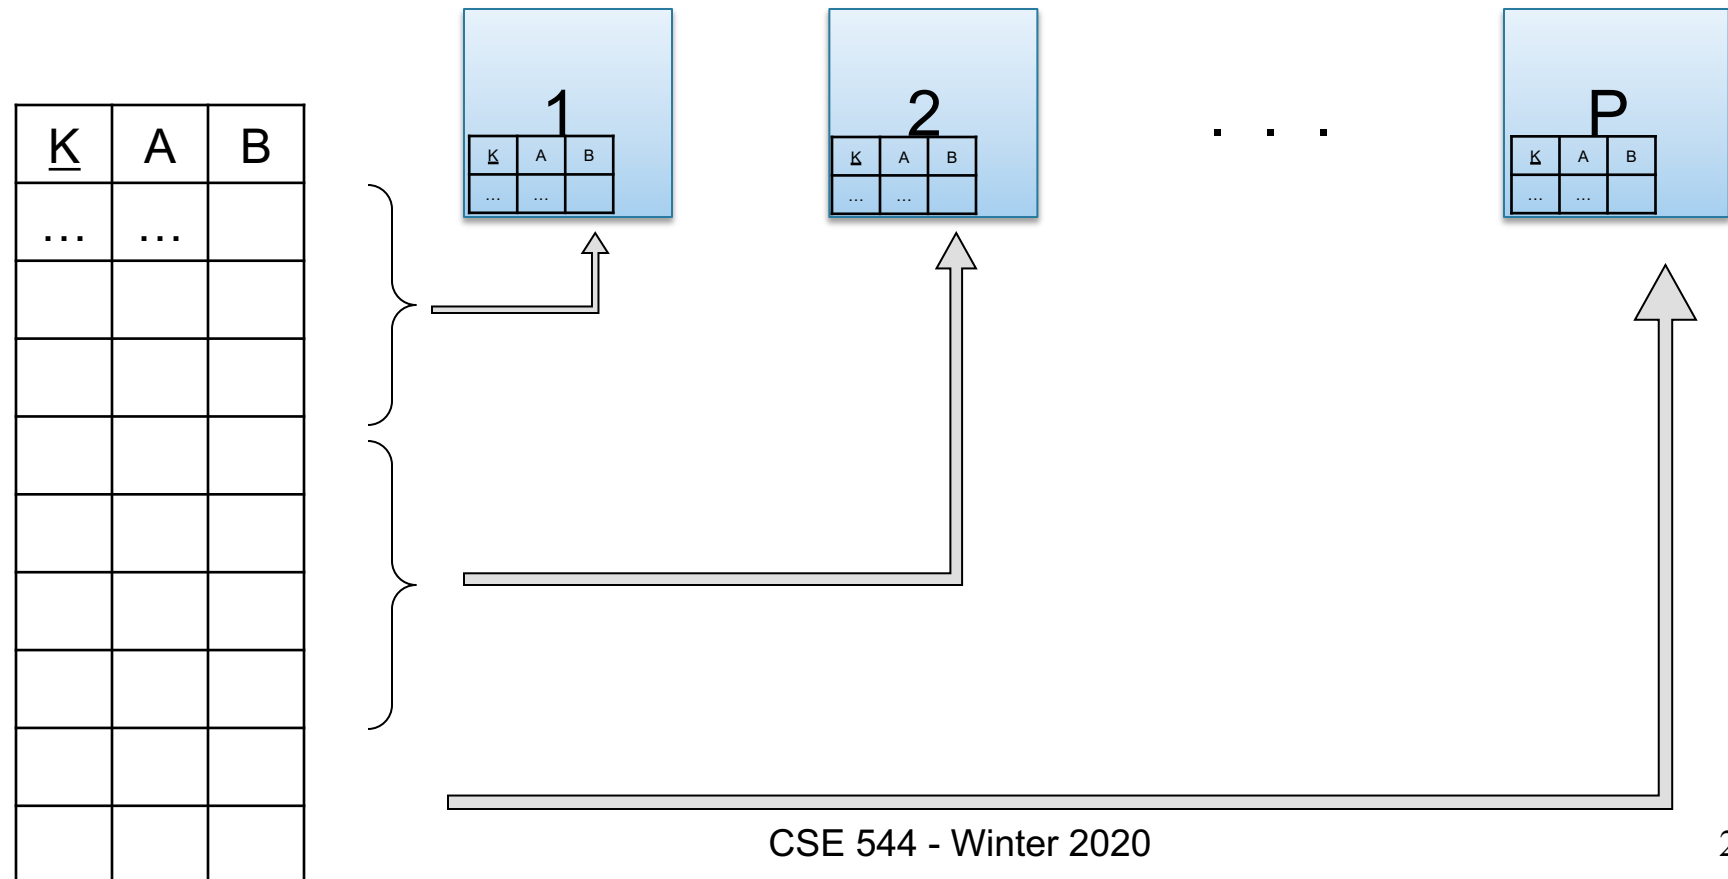 1
2
. . .
P
K A B
… …
K A B
… …
K A B
… …
K A B
… …
CSE 544 - Winter 2020